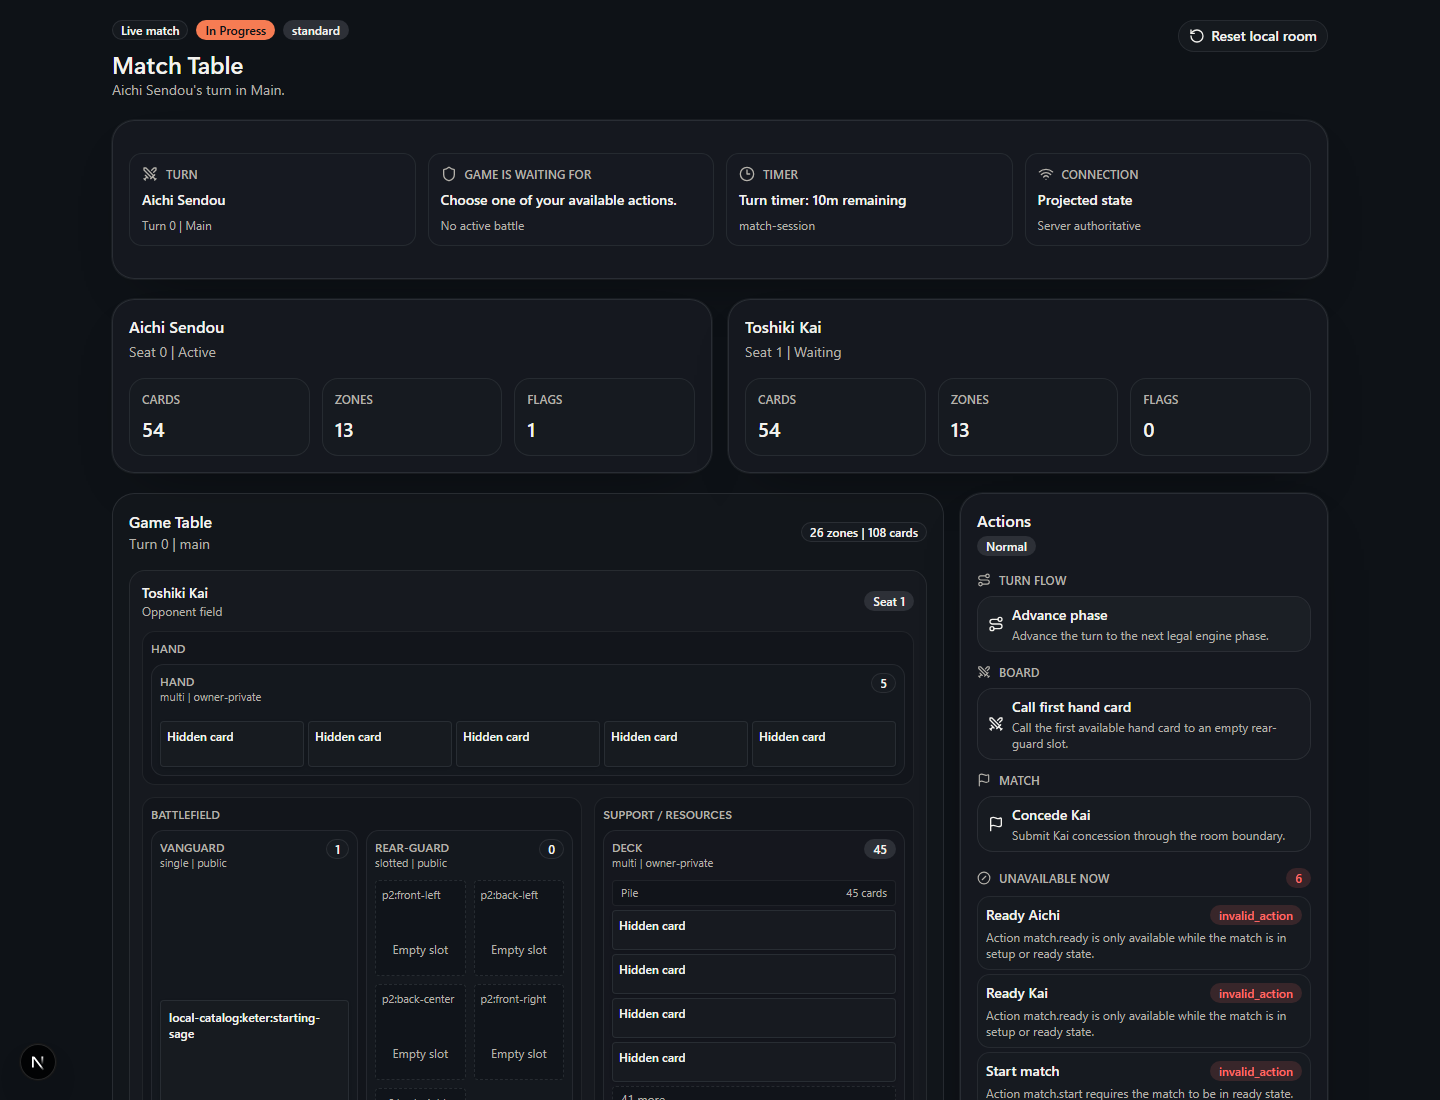 Live match
In Progress
standard
Reset local room
Match Table
Aichi Sendou's turn in Main.
TURN
Aichi Sendou
Turn 0 | Main
GAME IS WAITING FOR
Choose one of your available actions.
No active battle
TIMER
Turn timer: 10m remaining
match-session
CONNECTION
Projected state
Server authoritative
Aichi Sendou
Seat 0 | Active
CARDS
54
ZONES
13
FLAGS
1
Toshiki Kai
Seat 1 | Waiting
CARDS
54
ZONES
13
FLAGS
0
Game Table
Turn 0 | main
26 zones | 108 cards
Toshiki Kai
Opponent field
Seat 1
HAND
HAND
multi | owner-private
5
Hidden card
Hidden card
Hidden card
Hidden card
Hidden card
BATTLEFIELD
VANGUARD
single | public
1
local-catalog:keter:starting-
sage
REAR-GUARD
slotted | public
0
p2:front-left
Empty slot
p2:back-left
Empty slot
p2:back-center
Empty slot
p2:front-right
Empty slot
SUPPORT / RESOURCES
DECK
multi | owner-private
45
Pile
45 cards
Hidden card
Hidden card
Hidden card
Hidden card
41 more
Actions
Normal
TURN FLOW
Advance phase
Advance the turn to the next legal engine phase.
BOARD
Call first hand card
Call the first available hand card to an empty rear-
guard slot.
MATCH
Concede Kai
Submit Kai concession through the room boundary.
UNAVAILABLE NOW
6
Ready Aichi
invalid_action
Action match.ready is only available while the match is in
setup or ready state.
Ready Kai
invalid_action
Action match.ready is only available while the match is in
setup or ready state.
Start match
invalid_action
Action match.start requires the match to be in ready state.
N